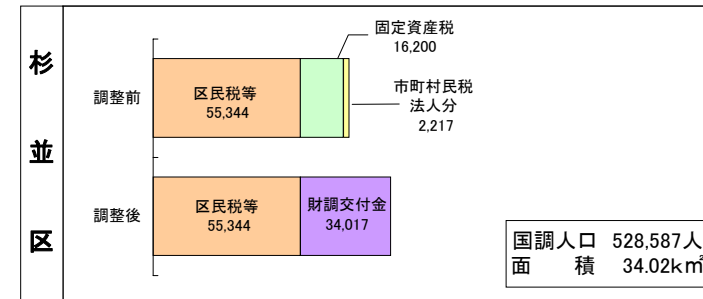 杉並区
固定資産税
16,200
調整前
区民税等
55,344
市町村民税
法人分
2,217
調整後
区民税等
55,344
財調交付金
34,017
国調人口 528,587人
面 積 34.02k㎡